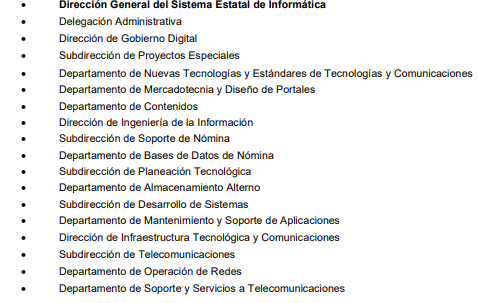 • Dirección General del Sistema Estatal de Informática
• Delegación Administrativa
• Dirección de Gobierno Digital
• Subdirección de Proyectos Especiales
• Departamento de Nuevas Tecnologías y Estándares de Tecnologías y Comunicaciones
• Departamento de Mercadotecnia y Diseño de Portales
• Departamento de Contenidos
• Dirección de Ingeniería de la Información
• Subdirección de Soporte de Nómina
• Departamento de Bases de Datos de Nómina
• Subdirección de Planeación Tecnológica
• Departamento de Almacenamiento Alterno
• Subdirección de Desarrollo de Sistemas
• Departamento de Mantenimiento y Soporte de Aplicaciones
• Dirección de Infraestructura Tecnológica y Comunicaciones
• Subdirección de Telecomunicaciones
• Departamento de Operación de Redes
• Departamento de Soporte y Servicios a Telecomunicaciones